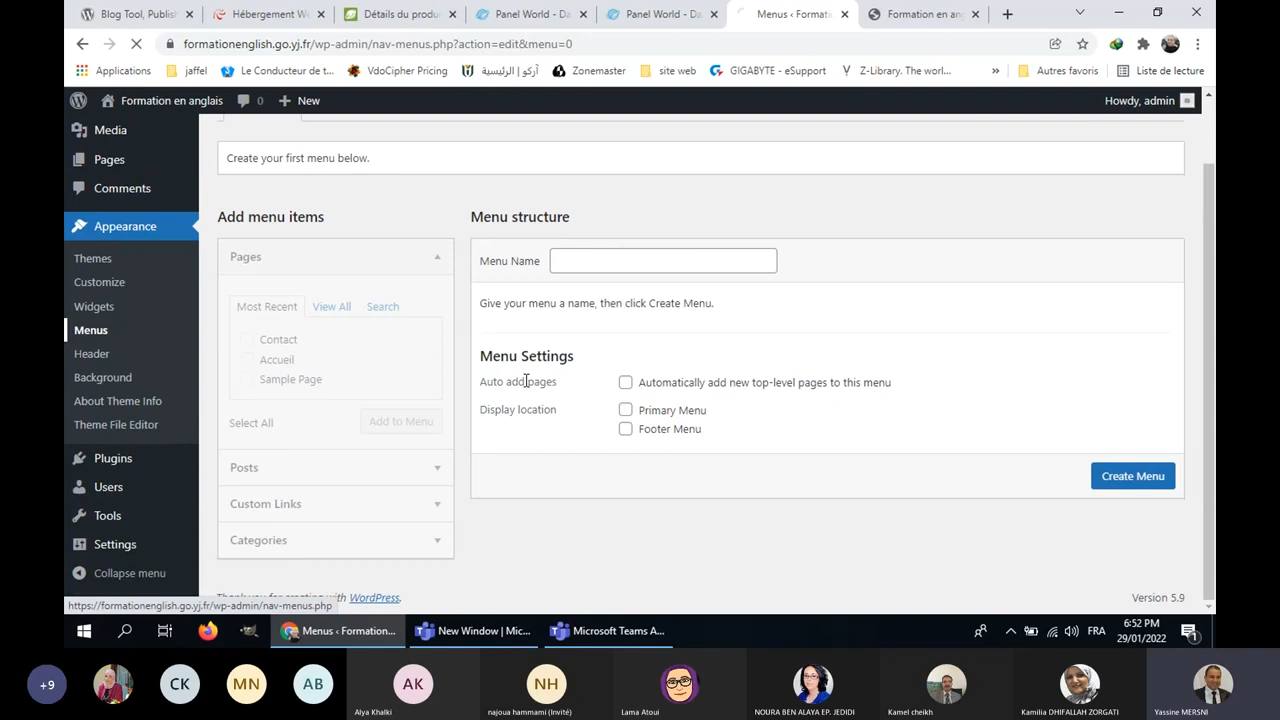 Blog Tool, Publish
Hébergement We
Détails du produ
Panel World - Da
Panel World - Da
Menus ‹ Formatio
Formation en ang
formationenglish.go.yj.fr/wp-admin/nav-menus.php?action=edit&menu=0
Applications
jaffel
Le Conducteur de t...
VdoCipher Pricing
آركو | الرئيسية
Zonemaster
site web
GIGABYTE - eSupport
Z-Library. The worl...
»
Autres favoris
Liste de lecture
Formation en anglais
0
New
Howdy, admin
Media
Pages
Comments
Appearance
Themes
Customize
Widgets
Menus
Header
Background
About Theme Info
Theme File Editor
Plugins
Users
Tools
Settings
Collapse menu
Create your first menu below.
Add menu items
Pages
Most Recent
View All
Search
Contact
Accueil
Sample Page
Select All
Add to Menu
Posts
Custom Links
Categories
Menu structure
Menu Name
Give your menu a name, then click Create Menu.
Menu Settings
Auto add pages
Automatically add new top-level pages to this menu
Display location
Primary Menu
Footer Menu
Create Menu
Thank you for creating with WordPress.
Version 5.9
https://formationenglish.go.yj.fr/wp-admin/nav-menus.php
Menus ‹ Formation...
New Window | Mic...
Microsoft Teams A...
FRA
6:52 PM
29/01/2022
1
+9
CK
MN
AB
AK
Alya Khalki
NH
najoua hammami (Invité)
Lama Atoui
NOURA BEN ALAYA EP. JEDIDI
Kamel cheikh
Kamilia DHIFALLAH ZORGATI
Yassine MERSNI